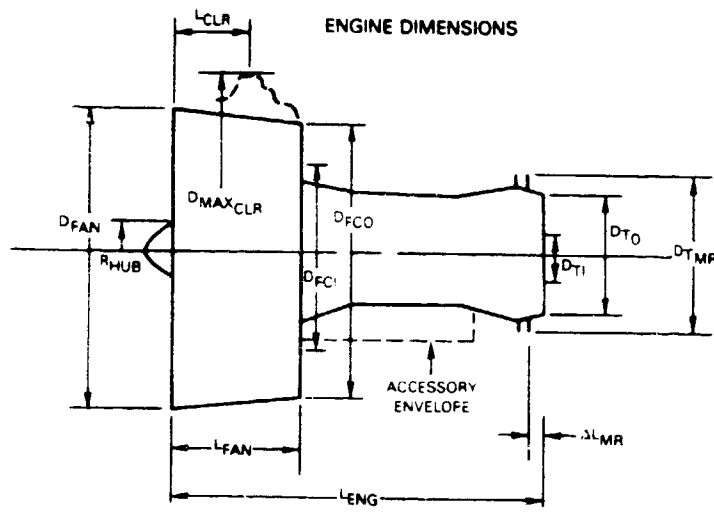 LCLR
ENGINE DIMENSIONS
DMAXCLR
DFAN
RHUB
DFCO
DFCI
DTO
DTI
DTMR
ACCESSORY
ENVELOPE
LFAN
ΔLMR
LENG